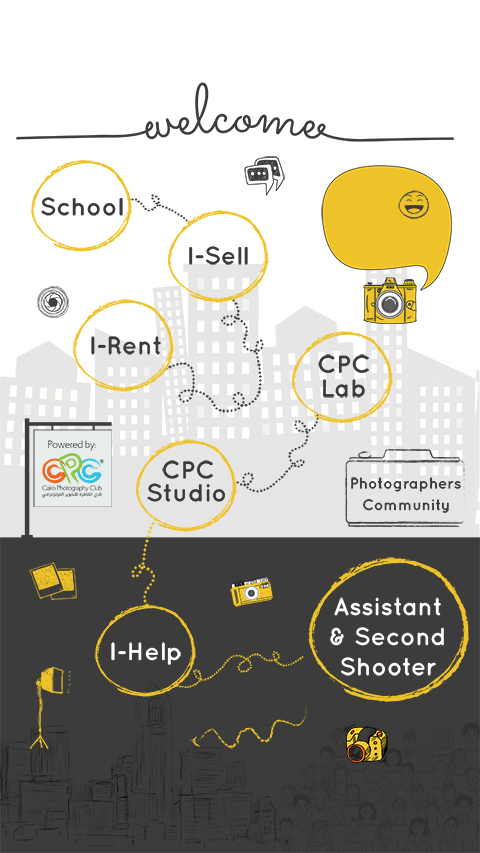 welcome
School
I-Sell
I-Rent
CPC
Lab
Powered by:
CPC
Cairo Photography Club
نادي القاهرة للتصوير الفوتوغرافي
CPC
Studio
Photographers
Community
I-Help
Assistant
& Second
Shooter